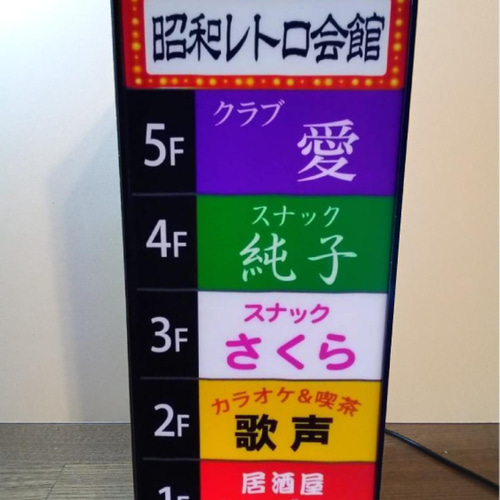 昭和レトロ会館
5F
クラブ
愛
4F
スナック
純子
3F
スナック
さくら
2F
カラオケ&喫茶
歌声
1F
居酒屋